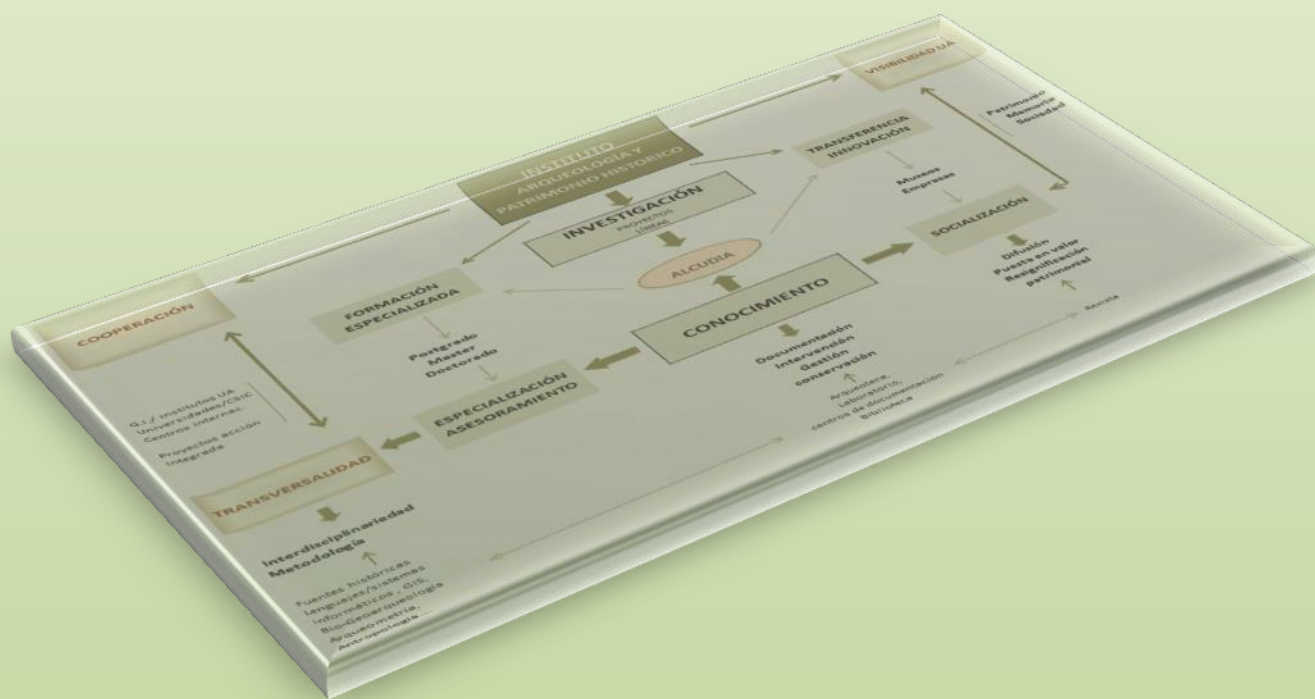 VISIBILIDAD UA
Patrimonio
Memoria
Sociedad
INSTITUTO
ARQUEOLOGÍA Y
PATRIMONIO HISTORICO
TRANSFERENCIA
INNOVACIÓN
Museos
Empresas
INVESTIGACIÓN
PROYECTOS
LÍNEAS
SOCIALIZACIÓN
Difusión
Puesta en valor
Resignificación
patrimonial
Revista
ALCUDIA
COOPERACIÓN
FORMACIÓN
ESPECIALIZADA
Postgrado
Master
Doctorado
CONOCIMIENTO
Documentación
Intervención
Gestión
conservación
Arqueoteca,
Laboratorio,
centros de documentación
Biblioteca
ESPECIALIZACIÓN
ASESORAMIENTO
G.I./ Institutos UA
Universidades/CSIC
Centros internac.
Proyectos acción
integrada
TRANSVERSALIDAD
Interdisciplinariedad
Metodología
Fuentes históricas
Lenguajes/sistemas
informáticos, GIS,
Bio-Geoarqueología
Arqueometría,
Antropología...